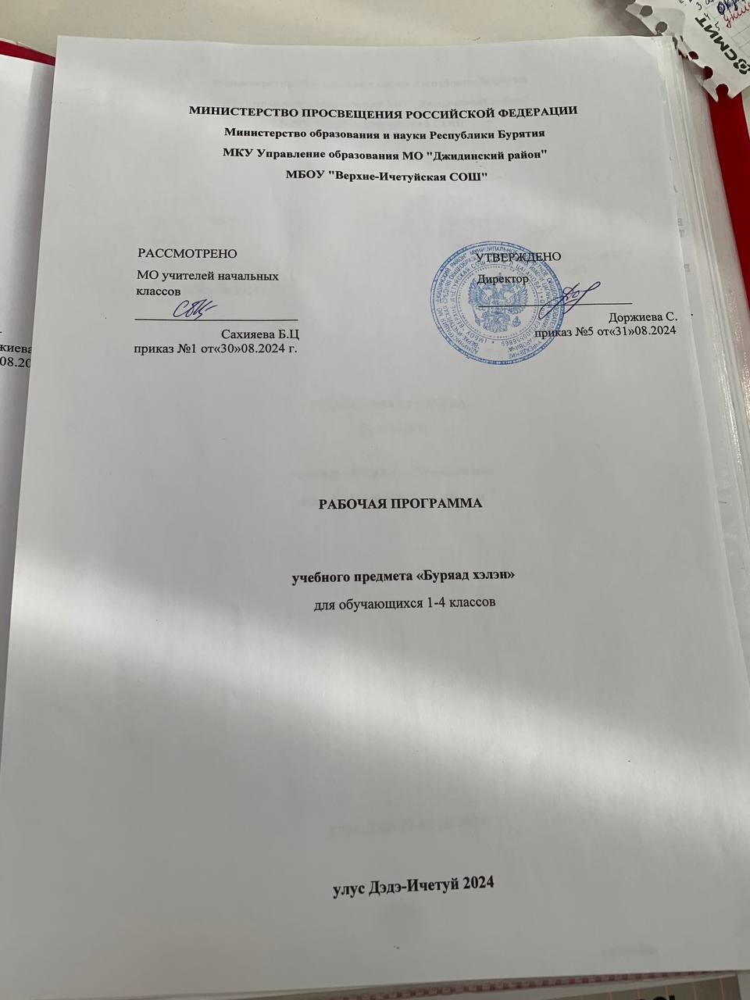 МИНИСТЕРСТВО ПРОСВЕЩЕНИЯ РОССИЙСКОЙ ФЕДЕРАЦИИ
Министерство образования и науки Республики Бурятия
МКУ Управление образования МО "Джидинский район"
МБОУ "Верхне-Ичетуйская СОШ"
РАССМОТРЕНО
МО учителей начальных
классов
Сахияева Б.Ц
приказ №1 от«30»08.2024 г.
УТВЕРЖДЕНО
Директор
Доржиева С.
приказ №5 от«31»08.2024
РАБОЧАЯ ПРОГРАММА
учебного предмета «Буряад хэлэн»
для обучающихся 1-4 классов
улус Дэдэ-Ичетуй 2024
СМИТ